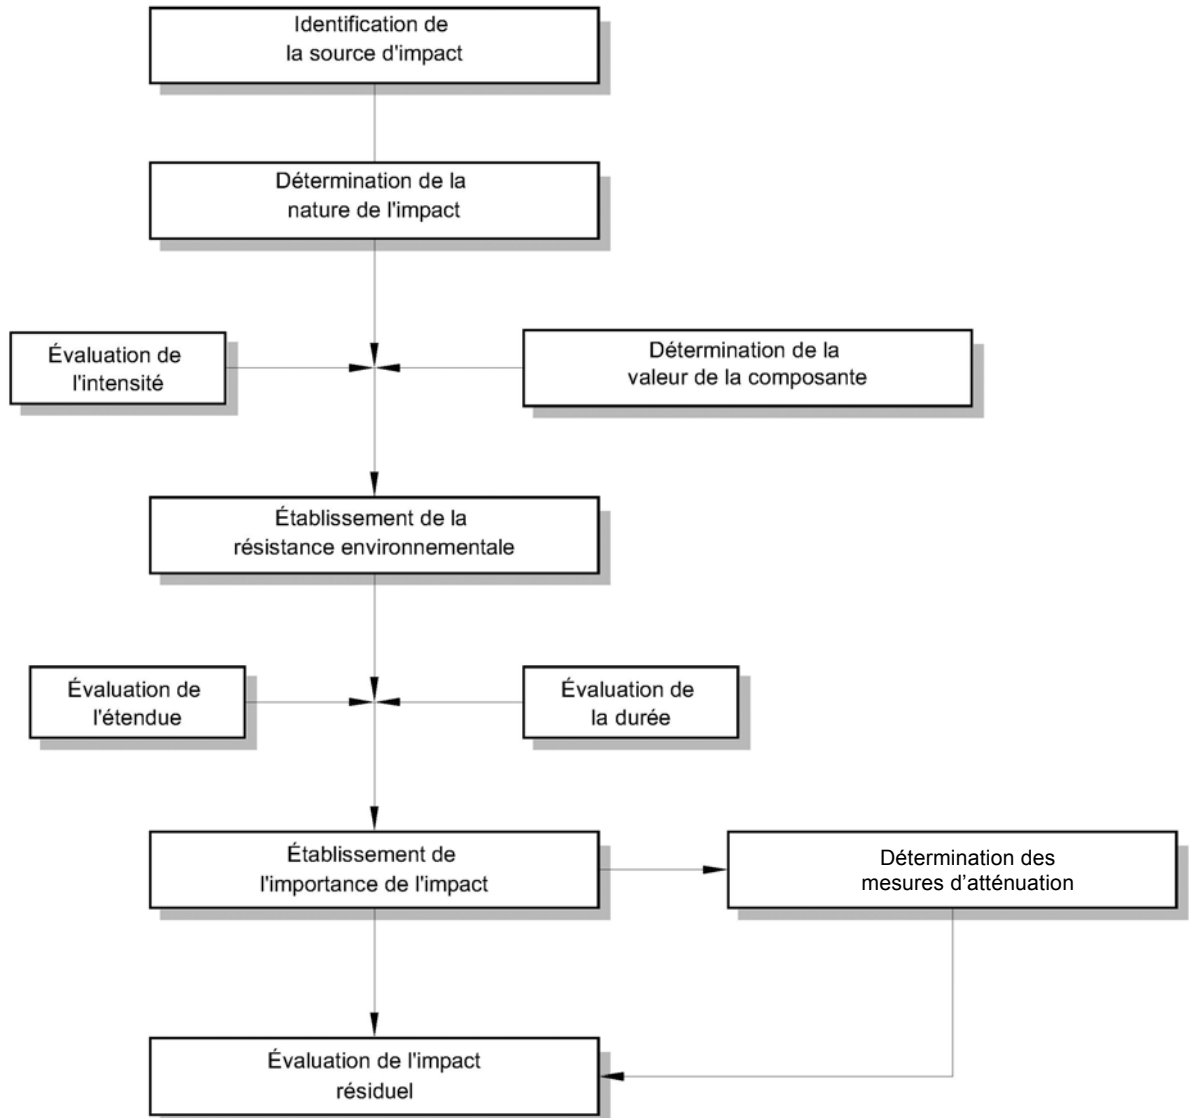 Identification de
la source d'impact
Détermination de la
nature de l'impact
Évaluation de
l'intensité
Détermination de la
valeur de la composante
Établissement de la
résistance environnementale
Évaluation de
l'étendue
Évaluation de
la durée
Établissement de
l'importance de l'impact
Détermination des
mesures d’atténuation
Évaluation de l'impact
résiduel